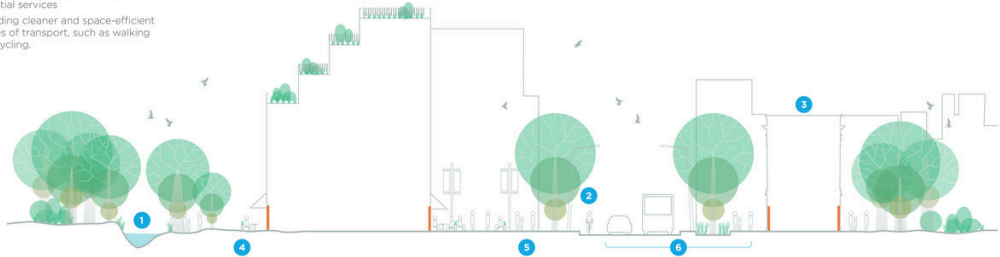 tial services
ding cleaner and space-efficient
es of transport, such as walking
ycling.
3
2
1
4 5 6